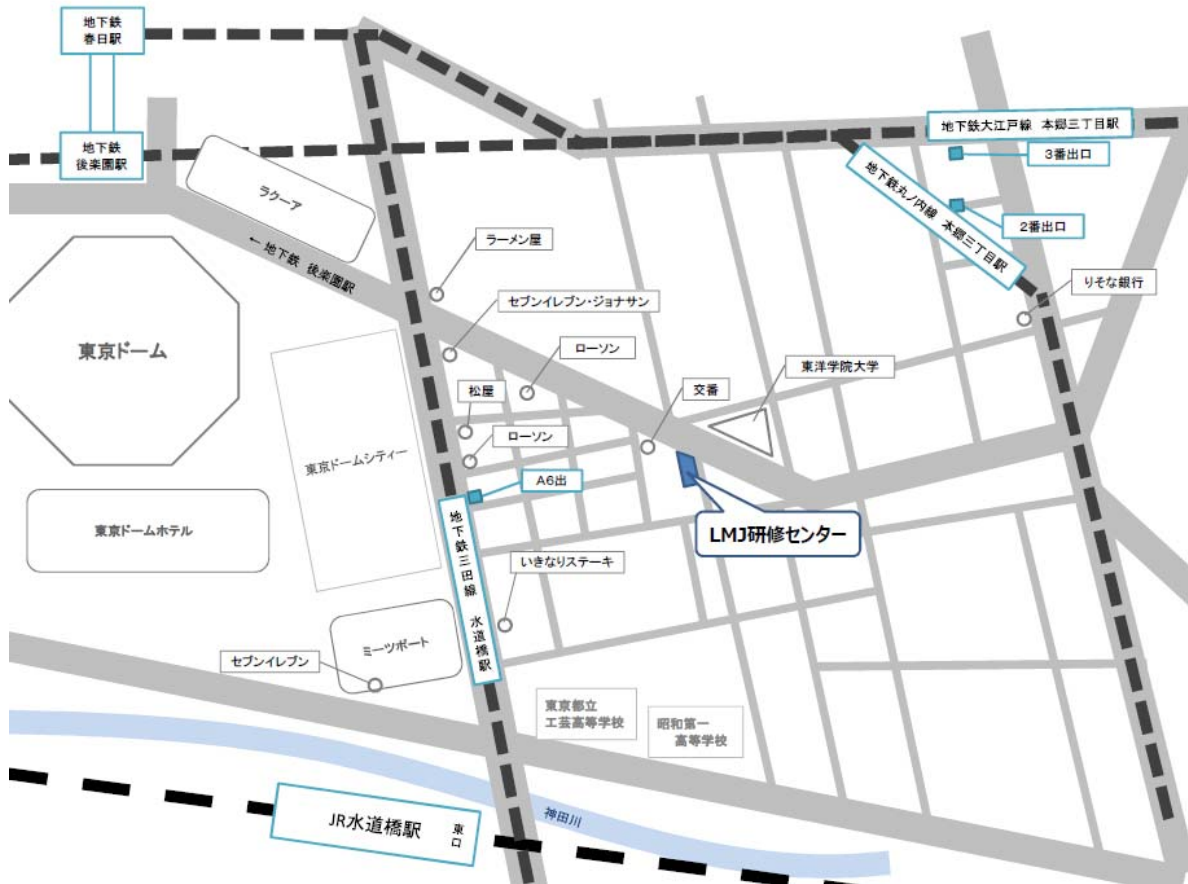 地下鉄
春日駅
地下鉄
後楽園駅
地下鉄大江戸線 本郷三丁目駅
3番出口
地下鉄丸ノ内線 本郷三丁目駅
2番出口
ラクーア
← 地下鉄 後楽園駅
ラーメン屋
りそな銀行
セブンイレブン・ジョナサン
東京ドーム
ローソン
東洋学院大学
松屋
交番
ローソン
東京ドームシティー
A6出
東京ドームホテル
LMJ研修センター
地下鉄三田線 水道橋駅
いきなりステーキ
ミーツポート
セブンイレブン
東京都立
工芸高等学校
昭和第一
高等学校
神田川
JR水道橋駅 東口